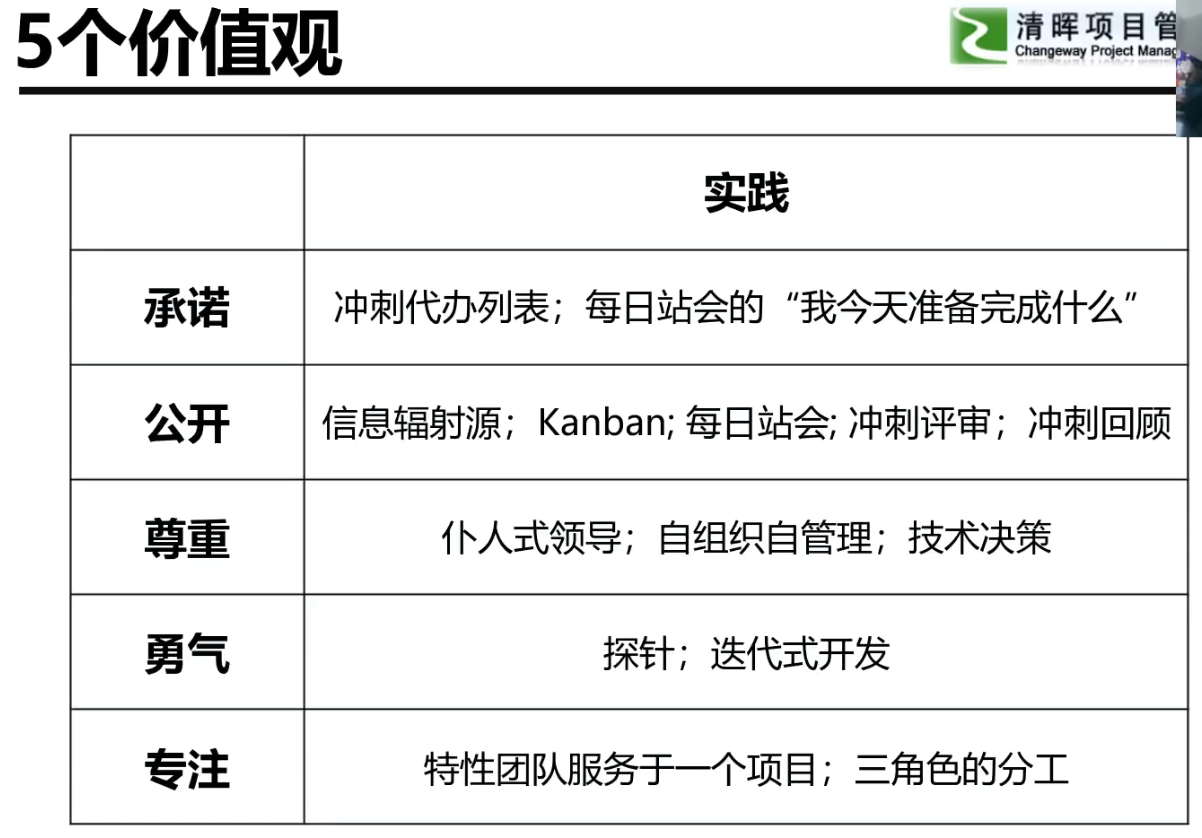 5个价值观
清晖项目管
Changeway Project Manag
实践
承诺
冲刺代办列表；每日站会的“我今天准备完成什么”
公开
信息辐射源；Kanban; 每日站会; 冲刺评审；冲刺回顾
尊重
仆人式领导；自组织自管理；技术决策
勇气
探针；迭代式开发
专注
特性团队服务于一个项目；三角色的分工